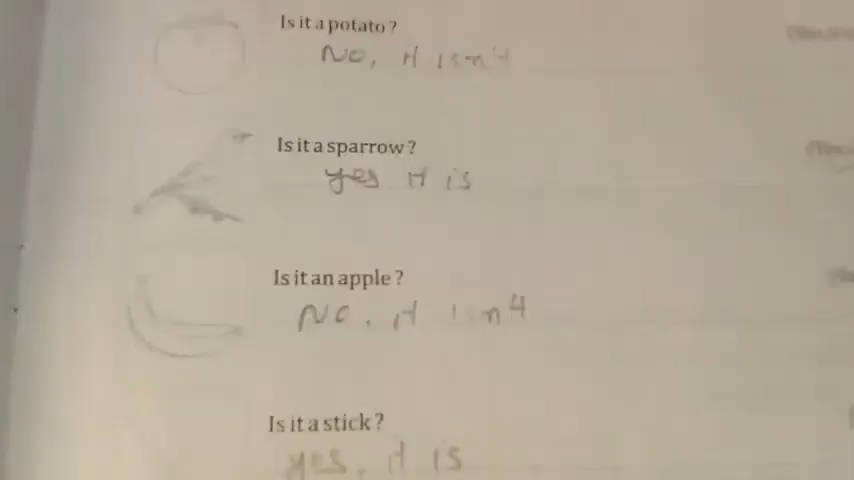 Is it a potato?
No, it isn't
Is it a sparrow?
yes it is
Is it an apple?
No, it isn't
Is it a stick?
yes, it is